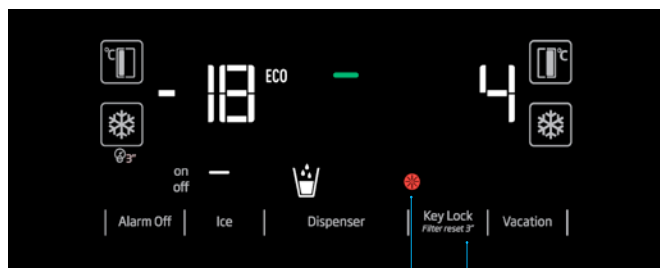 °C
-18 ECO
4
°C
3"
on
off
Alarm Off
Ice
Dispenser
Key Lock
Filter reset 3"
Vacation